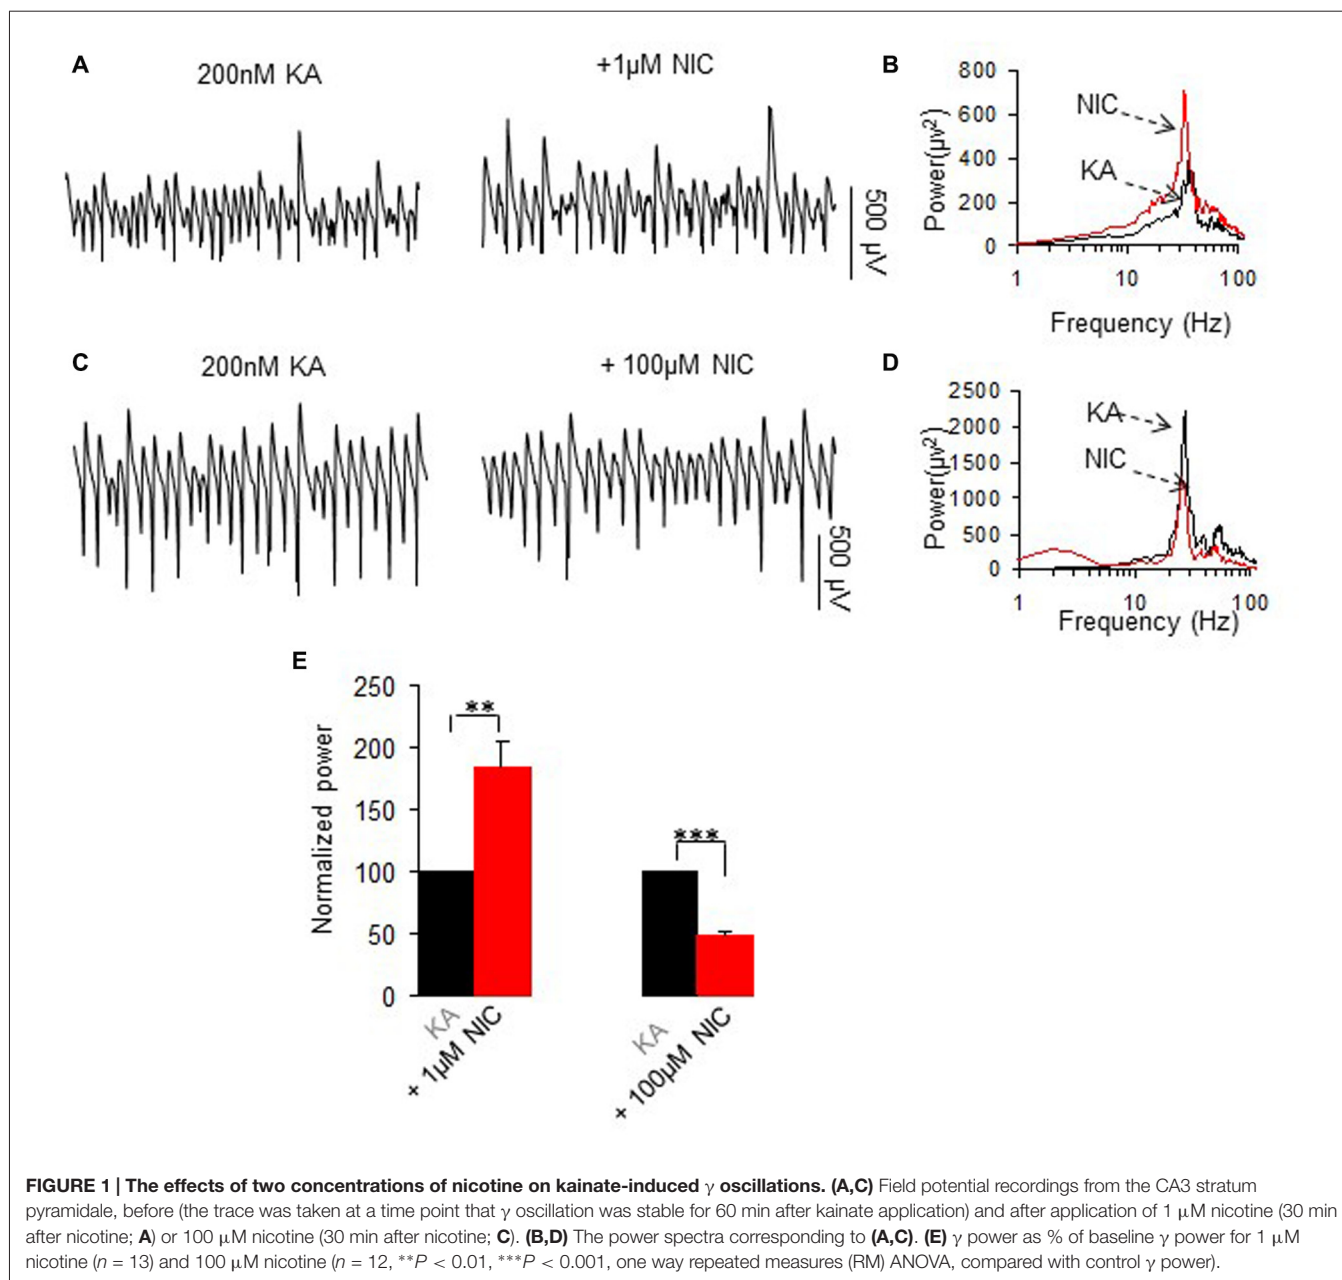 A
200nM KA
+1µM NIC
500 µV
B
800
600
400
200
0
Power(µv²)
NIC
KA
1
10
100
Frequency (Hz)
C
200nM KA
+ 100µM NIC
500 µV
D
2500
2000
1500
1000
500
0
Power(µv²)
KA
NIC
1
10
100
Frequency (Hz)
E
250
200
150
100
50
0
Normalized power
**
***
KA
+ 1µM NIC
KA
+ 100µM NIC
FIGURE 1 | The effects of two concentrations of nicotine on kainate-induced γ oscillations. (A,C) Field potential recordings from the CA3 stratum
pyramidale, before (the trace was taken at a time point that γ oscillation was stable for 60 min after kainate application) and after application of 1 µM nicotine (30 min
after nicotine; A) or 100 µM nicotine (30 min after nicotine; C). (B,D) The power spectra corresponding to (A,C). (E) γ power as % of baseline γ power for 1 µM
nicotine (n = 13) and 100 µM nicotine (n = 12, **P < 0.01, ***P < 0.001, one way repeated measures (RM) ANOVA, compared with control γ power).